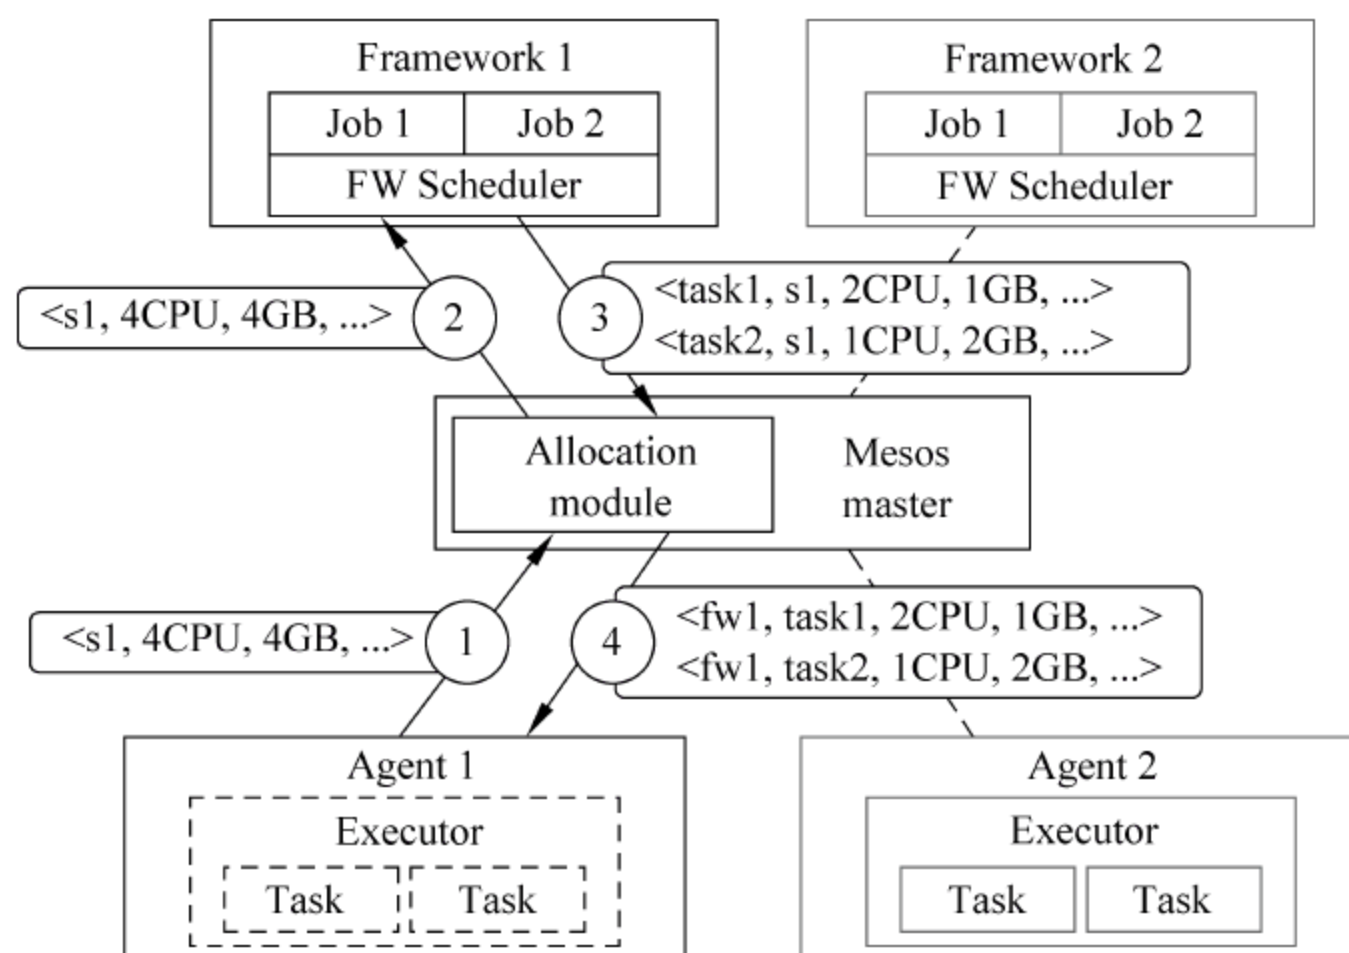 Framework 1
Job 1 Job 2
FW Scheduler
Framework 2
Job 1 Job 2
FW Scheduler
<s1, 4CPU, 4GB, ...>
2
3
<task1, s1, 2CPU, 1GB, ...>
<task2, s1, 1CPU, 2GB, ...>
Allocation
module
Mesos
master
<s1, 4CPU, 4GB, ...>
1
4
<fw1, task1, 2CPU, 1GB, ...>
<fw1, task2, 1CPU, 2GB, ...>
Agent 1
Executor
Task Task
Agent 2
Executor
Task Task